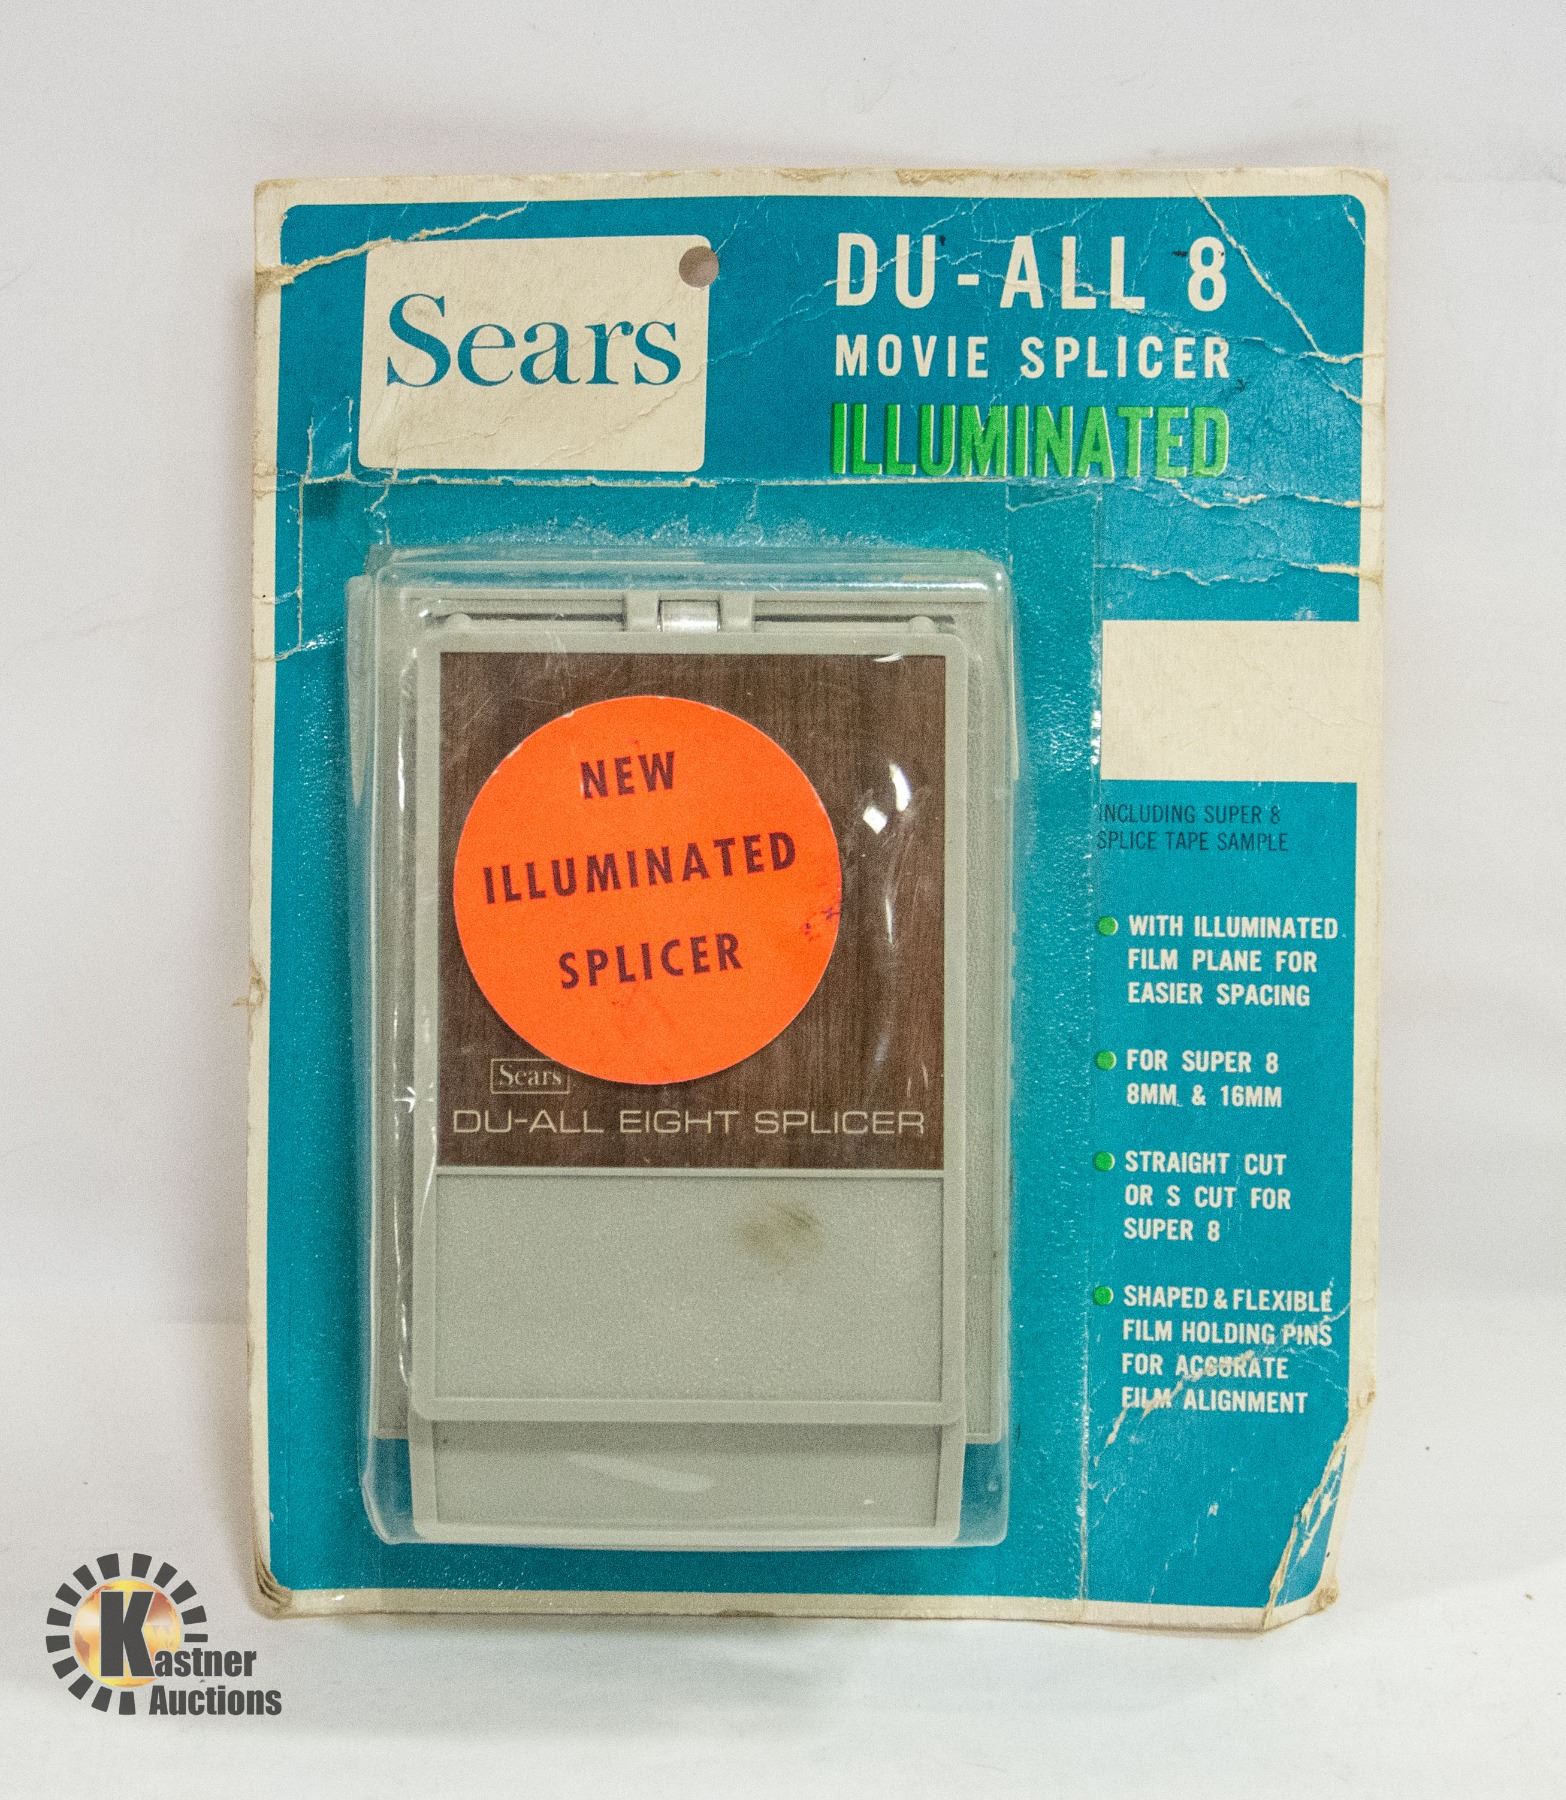 Sears
DU-ALL 8
MOVIE SPLICER
ILLUMINATED
NEW
ILLUMINATED
SPLICER
Sears
DU-ALL EIGHT SPLICER
INCLUDING SUPER 8
SPLICE TAPE SAMPLE
WITH ILLUMINATED
FILM PLANE FOR
EASIER SPACING
FOR SUPER 8
8MM & 16MM
STRAIGHT CUT
OR S CUT FOR
SUPER 8
SHAPED & FLEXIBLE
FILM HOLDING PINS
FOR ACCURATE
FILM ALIGNMENT
Kastner
Auctions